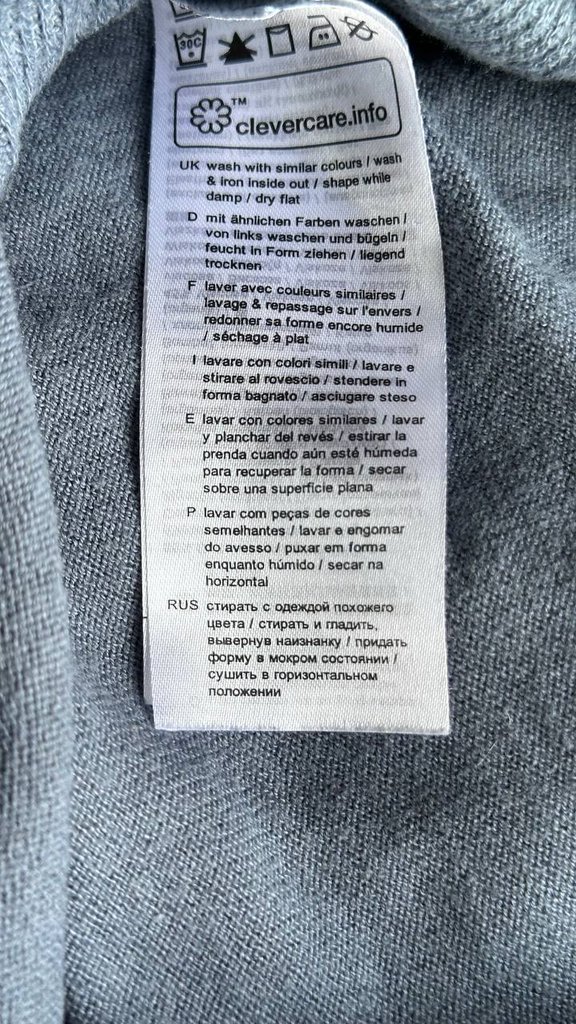 30C
™
clevercare.info
UK wash with similar colours / wash
& iron inside out / shape while
damp / dry flat
D mit ähnlichen Farben waschen /
von links waschen und bügeln /
feucht in Form ziehen / liegend
trocknen
F laver avec couleurs similaires /
lavage & repassage sur l'envers /
redonner sa forme encore humide
/ séchage à plat
I lavare con colori simili / lavare e
stirare al rovescio / stendere in
forma bagnato / asciugare steso
E lavar con colores similares / lavar
y planchar del revés / estirar la
prenda cuando aún esté húmeda
para recuperar la forma / secar
sobre una superficie plana
P lavar com peças de cores
semelhantes / lavar e engomar
do avesso / puxar em forma
enquanto húmido / secar na
horizontal
RUS стирать с одеждой похожего
цвета / стирать и гладить,
вывернув наизнанку / придать
форму в мокром состоянии /
сушить в горизонтальном
положении